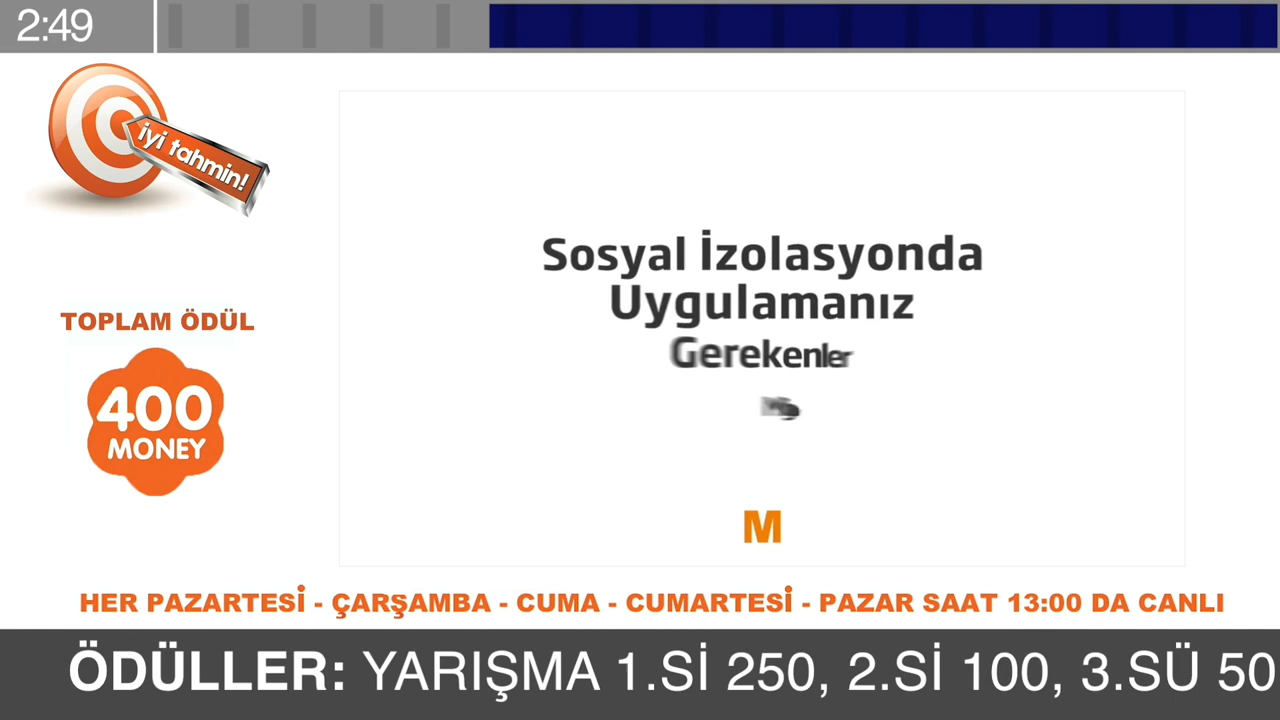 2:49
iyi tahmin!
TOPLAM ÖDÜL
400
MONEY
Sosyal İzolasyonda
Uygulamanız
Gerekenler
M
HER PAZARTESİ - ÇARŞAMBA - CUMA - CUMARTESİ - PAZAR SAAT 13:00 DA CANLI
ÖDÜLLER: YARIŞMA 1.Sİ 250, 2.Sİ 100, 3.SÜ 50